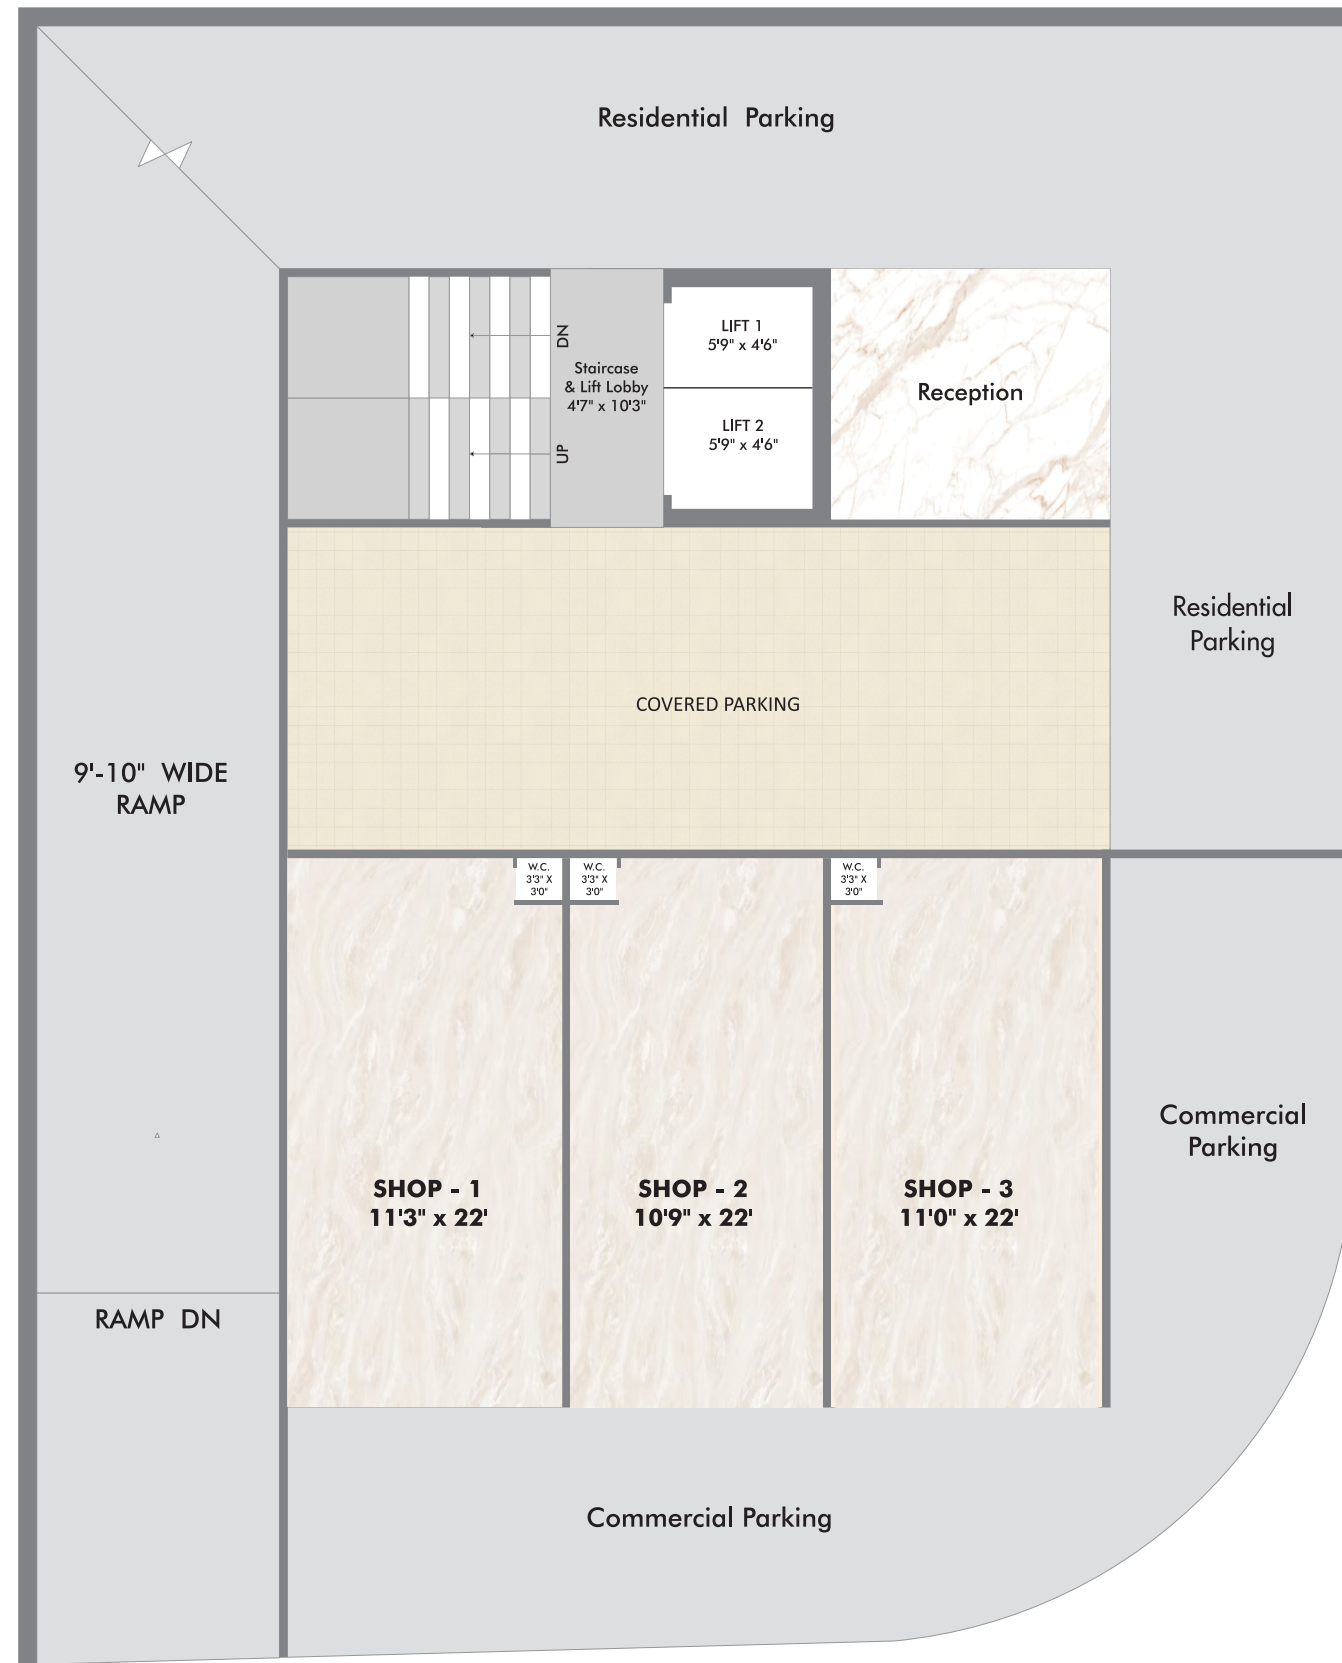 Residential Parking
DN
Staircase
& Lift Lobby
4'7" x 10'3"
UP
LIFT 1
5'9" x 4'6"
LIFT 2
5'9" x 4'6"
Reception
Residential
Parking
COVERED PARKING
9'-10" WIDE
RAMP
W.C.
3'3" X
3'0"
W.C.
3'3" X
3'0"
W.C.
3'3" X
3'0"
Commercial
Parking
SHOP - 1
11'3" x 22'
SHOP - 2
10'9" x 22'
SHOP - 3
11'0" x 22'
RAMP DN
Commercial Parking